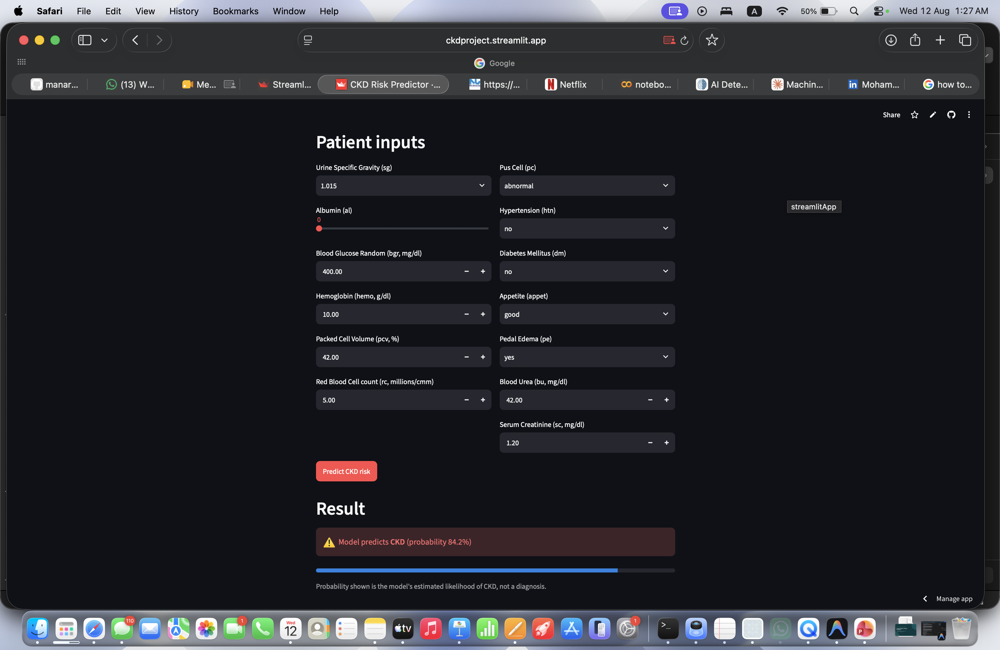 Safari File Edit View History Bookmarks Window Help
A 50% Wed 12 Aug 1:27 AM
ckdproject.streamlit.app
Google
manar... (13) W... Me... Streaml... CKD Risk Predictor ·... https://... Netflix notebo... AI Dete... Machin... Moham... how to...
Share
Patient inputs
Urine Specific Gravity (sg)
1.015
Albumin (al)
0
Blood Glucose Random (bgr, mg/dl)
400.00
Hemoglobin (hemo, g/dl)
10.00
Packed Cell Volume (pcv, %)
42.00
Red Blood Cell count (rc, millions/cmm)
5.00
Pus Cell (pc)
abnormal
Hypertension (htn)
no
Diabetes Mellitus (dm)
no
Appetite (appet)
good
Pedal Edema (pe)
yes
Blood Urea (bu, mg/dl)
42.00
Serum Creatinine (sc, mg/dl)
1.20
streamlitApp
Predict CKD risk
Result
Model predicts CKD (probability 84.2%)
Probability shown is the model's estimated likelihood of CKD, not a diagnosis.
Manage app
110
1
Wed
12
tv
1
P